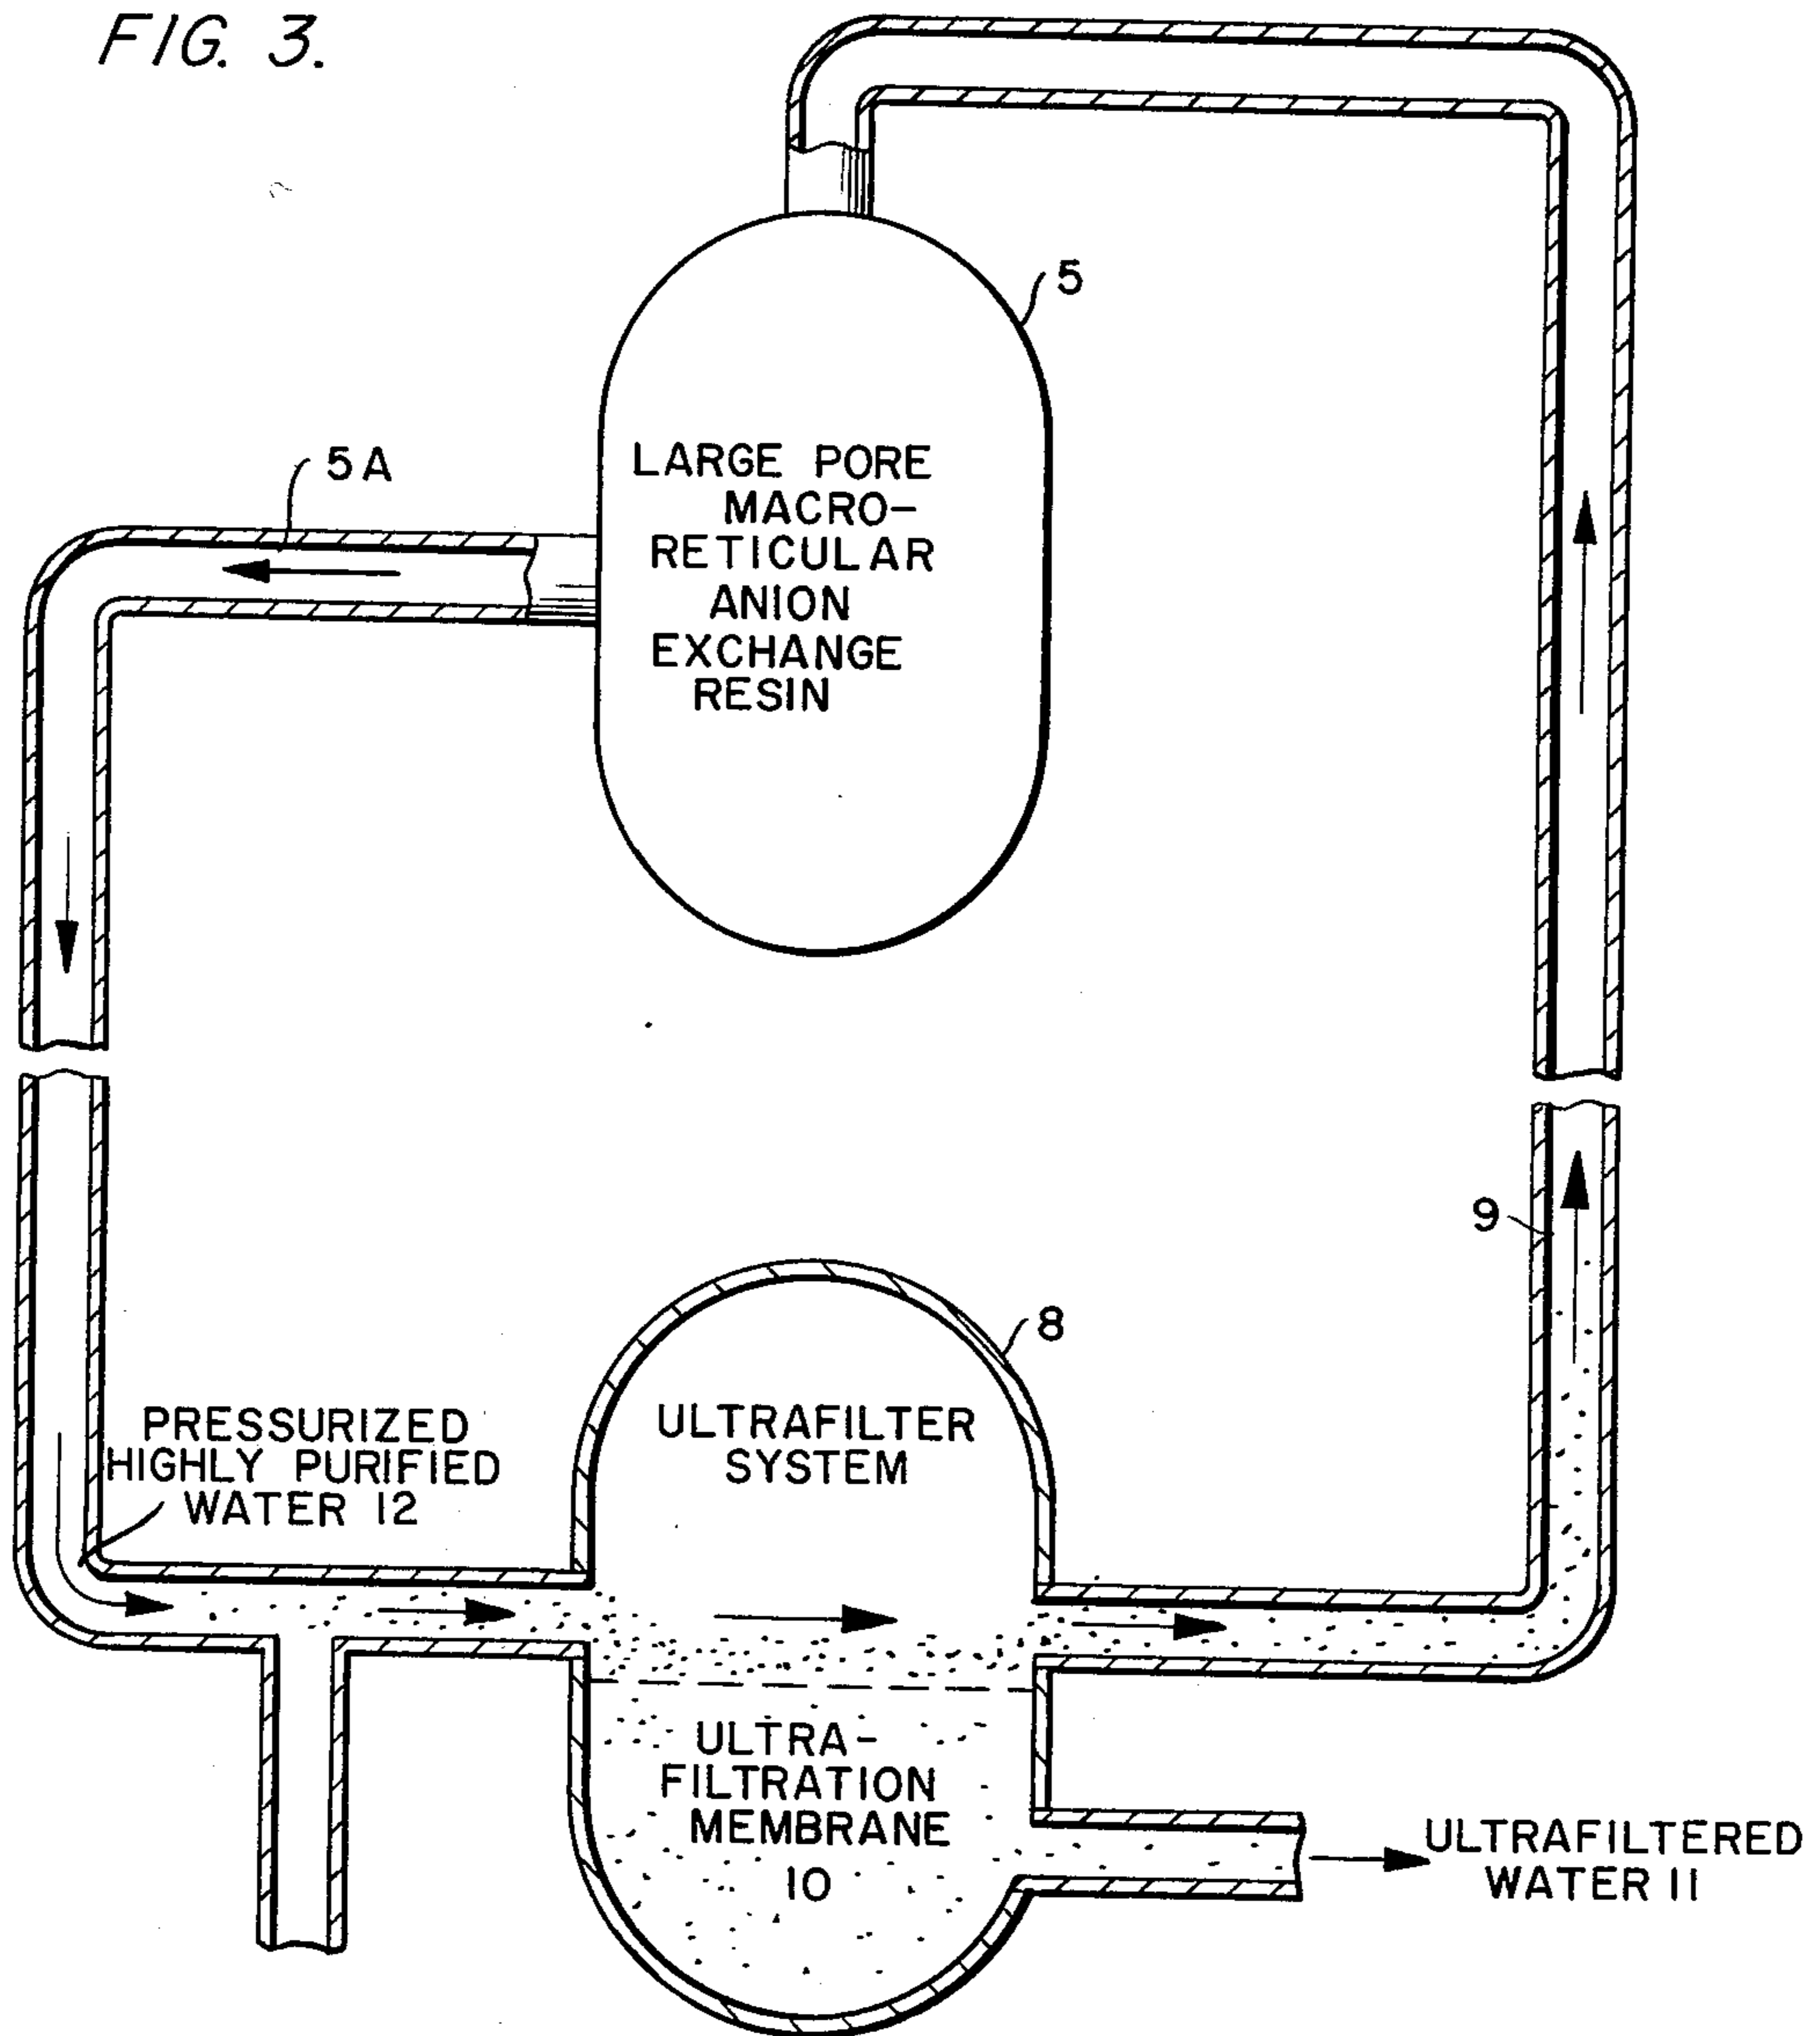 FIG. 3.
5
5A
LARGE PORE
MACRO-
RETICULAR
ANION
EXCHANGE
RESIN
9
8
PRESSURIZED
HIGHLY PURIFIED
WATER 12
ULTRAFILTER
SYSTEM
ULTRA-
FILTRATION
MEMBRANE
10
ULTRAFILTERED
WATER 11